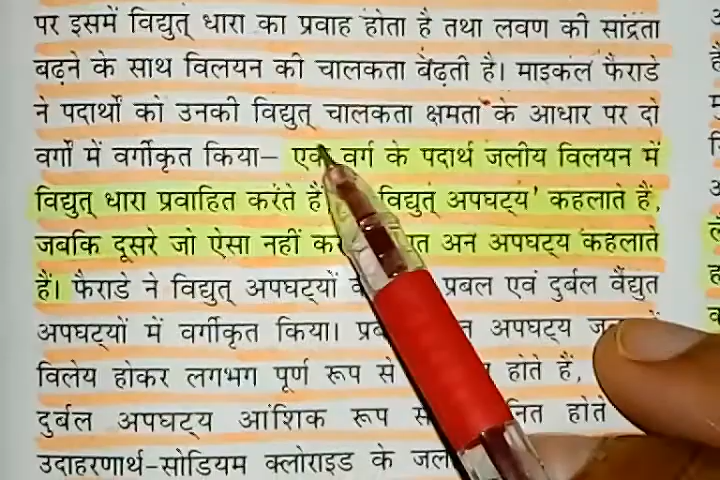 पर इसमें विद्युत् धारा का प्रवाह होता है तथा लवण की सांद्रता
बढ़ने के साथ विलयन की चालकता बढ़ती है। माइकल फैराडे
ने पदार्थों को उनकी विद्युत् चालकता क्षमता के आधार पर दो
वर्गों में वर्गीकृत किया– एक वर्ग के पदार्थ जलीय विलयन में
विद्युत् धारा प्रवाहित करते हैं विद्युत् अपघट्य' कहलाते हैं,
जबकि दूसरे जो ऐसा नहीं अन अपघट्य कहलाते
हैं। फैराडे ने विद्युत् अपघट्यों प्रबल एवं दुर्बल वैद्युत
अपघट्यों में वर्गीकृत किया। अपघट्य
विलेय होकर लगभग पूर्ण रूप से होते हैं,
दुर्बल अपघट्य आंशिक रूप होते
उदाहरणार्थ–सोडियम क्लोराइड के